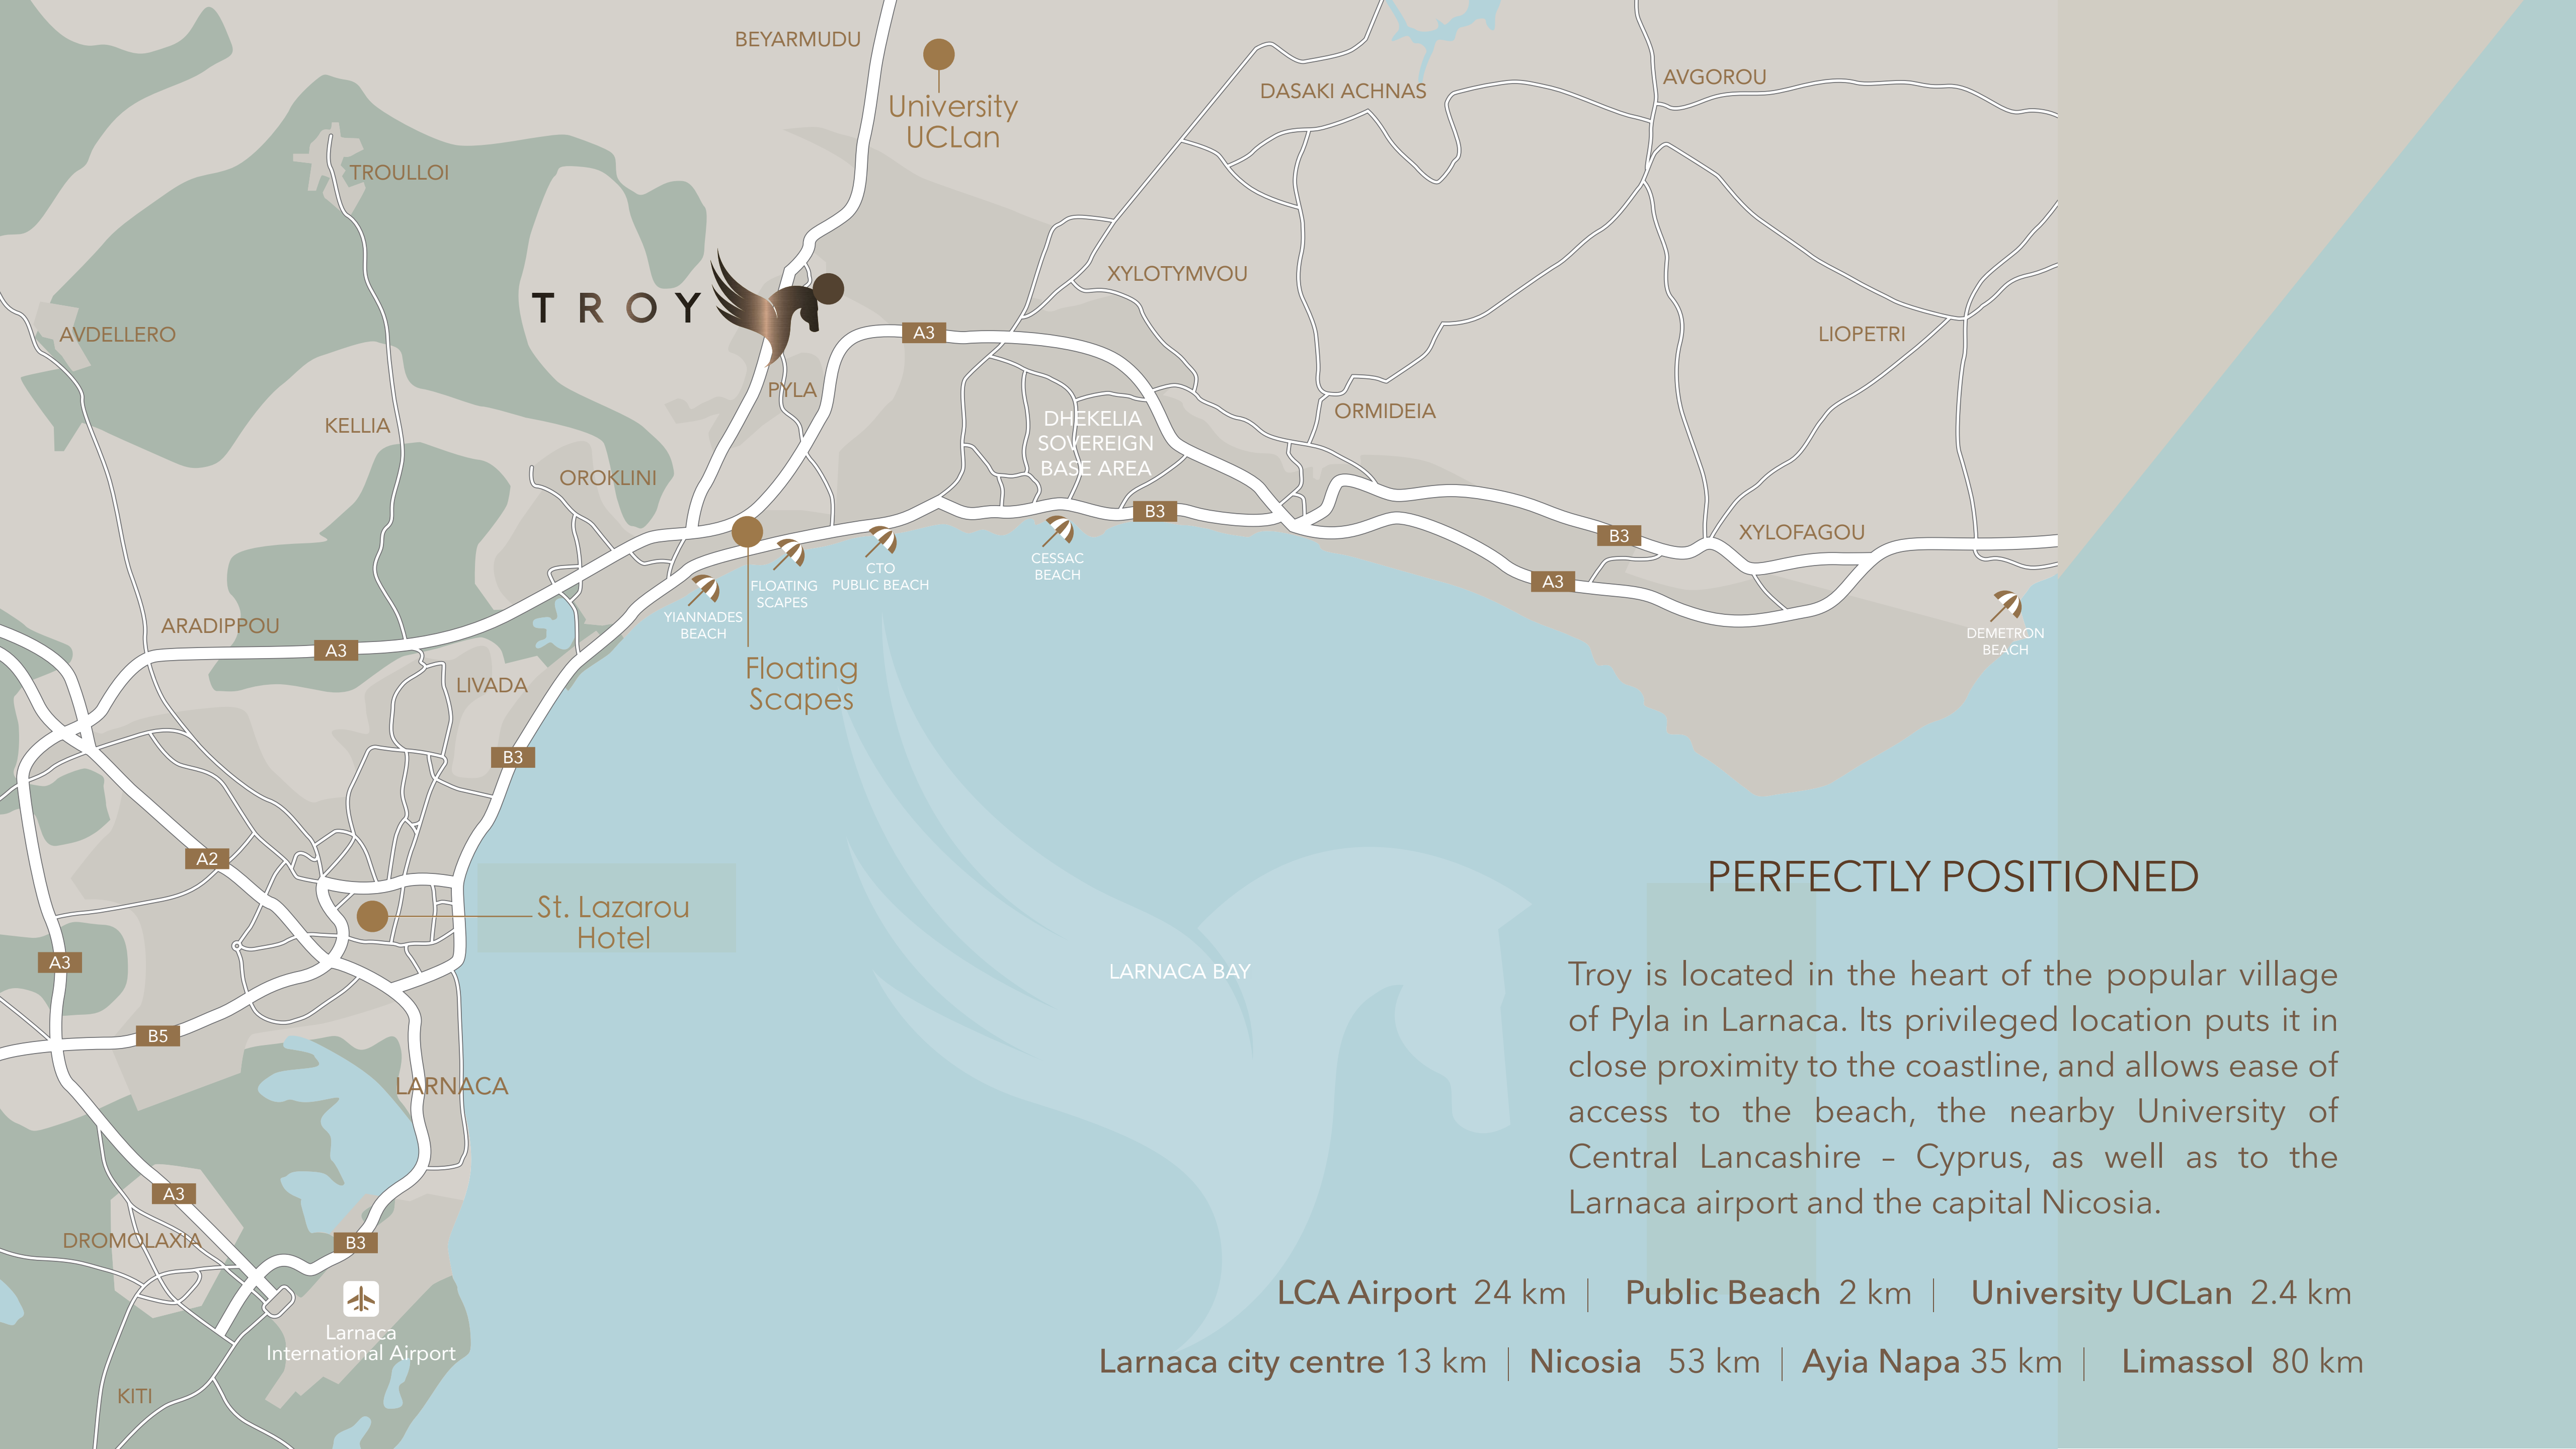 BEYARMUDU
University
UCLan
DASAKI ACHNAS
AVGOROU
TROULLOI
XYLOTYMVOU
TROY
A3
AVDELLERO
LIOPETRI
PYLA
DHEKELIA
SOVEREIGN
BASE AREA
ORMIDEIA
KELLIA
OROKLINI
B3
B3
XYLOFAGOU
CESSAC
BEACH
CTO
PUBLIC BEACH
FLOATING
SCAPES
YIANNADES
BEACH
A3
DEMETRON
BEACH
ARADIPPOU
A3
LIVADA
Floating
Scapes
B3
A2
St. Lazarou
Hotel
A3
LARNACA BAY
B5
LARNACA
A3
DROMOLAXIA
B3
Larnaca
International Airport
KITI
PERFECTLY POSITIONED
Troy is located in the heart of the popular village
of Pyla in Larnaca. Its privileged location puts it in
close proximity to the coastline, and allows ease of
access to the beach, the nearby University of
Central Lancashire – Cyprus, as well as to the
Larnaca airport and the capital Nicosia.
LCA Airport 24 km | Public Beach 2 km | University UCLan 2.4 km
Larnaca city centre 13 km | Nicosia 53 km | Ayia Napa 35 km | Limassol 80 km